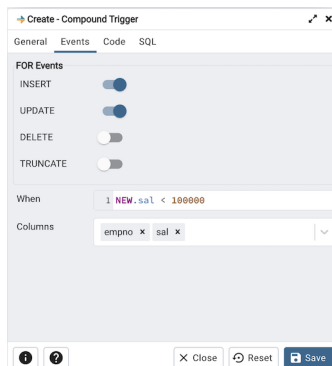 Create - Compound Trigger
General Events Code SQL
FOR Events
INSERT
UPDATE
DELETE
TRUNCATE
When 1 NEW.sal < 100000
Columns empno × sal ×
Close Reset Save